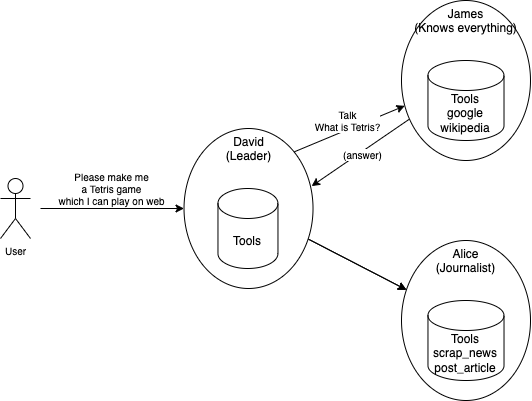 James
(Knows everything)
Tools
google
wikipedia
Talk
What is Tetris?
(answer)
David
(Leader)
Tools
Please make me
a Tetris game
which I can play on web
User
Alice
(Journalist)
Tools
scrap_news
post_article